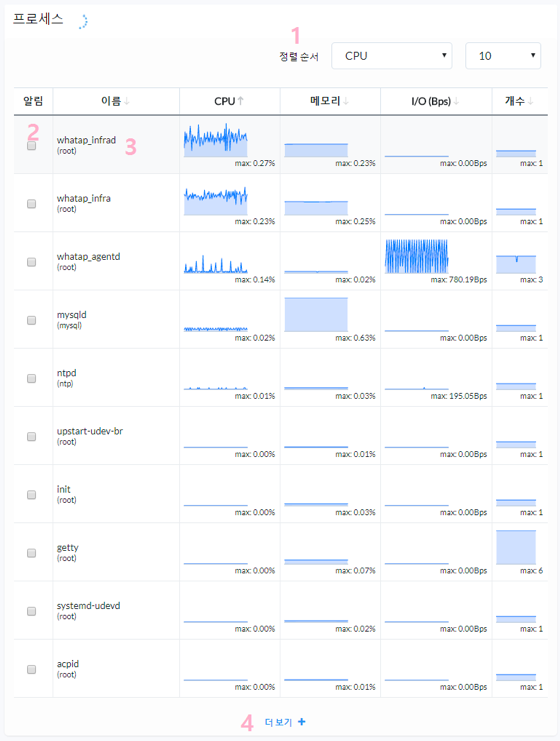 프로세스
1
정렬 순서 CPU 10
알림 이름 CPU 메모리 I/O (Bps) 개수
2
whatap_infrad 3
(root)
max: 0.27% max: 0.23% max: 0.00Bps max: 1
whatap_infra
(root)
max: 0.23% max: 0.25% max: 0.00Bps max: 1
whatap_agentd
(root)
max: 0.14% max: 0.02% max: 780.19Bps max: 3
mysqld
(mysql)
max: 0.02% max: 0.63% max: 0.00Bps max: 1
ntpd
(ntp)
max: 0.01% max: 0.03% max: 195.05Bps max: 1
upstart-udev-br
(root)
max: 0.00% max: 0.01% max: 0.00Bps max: 1
init
(root)
max: 0.00% max: 0.03% max: 0.00Bps max: 1
getty
(root)
max: 0.00% max: 0.07% max: 0.00Bps max: 6
systemd-udevd
(root)
max: 0.00% max: 0.02% max: 0.00Bps max: 1
acpid
(root)
max: 0.00% max: 0.01% max: 0.00Bps max: 1
4 더 보기 +